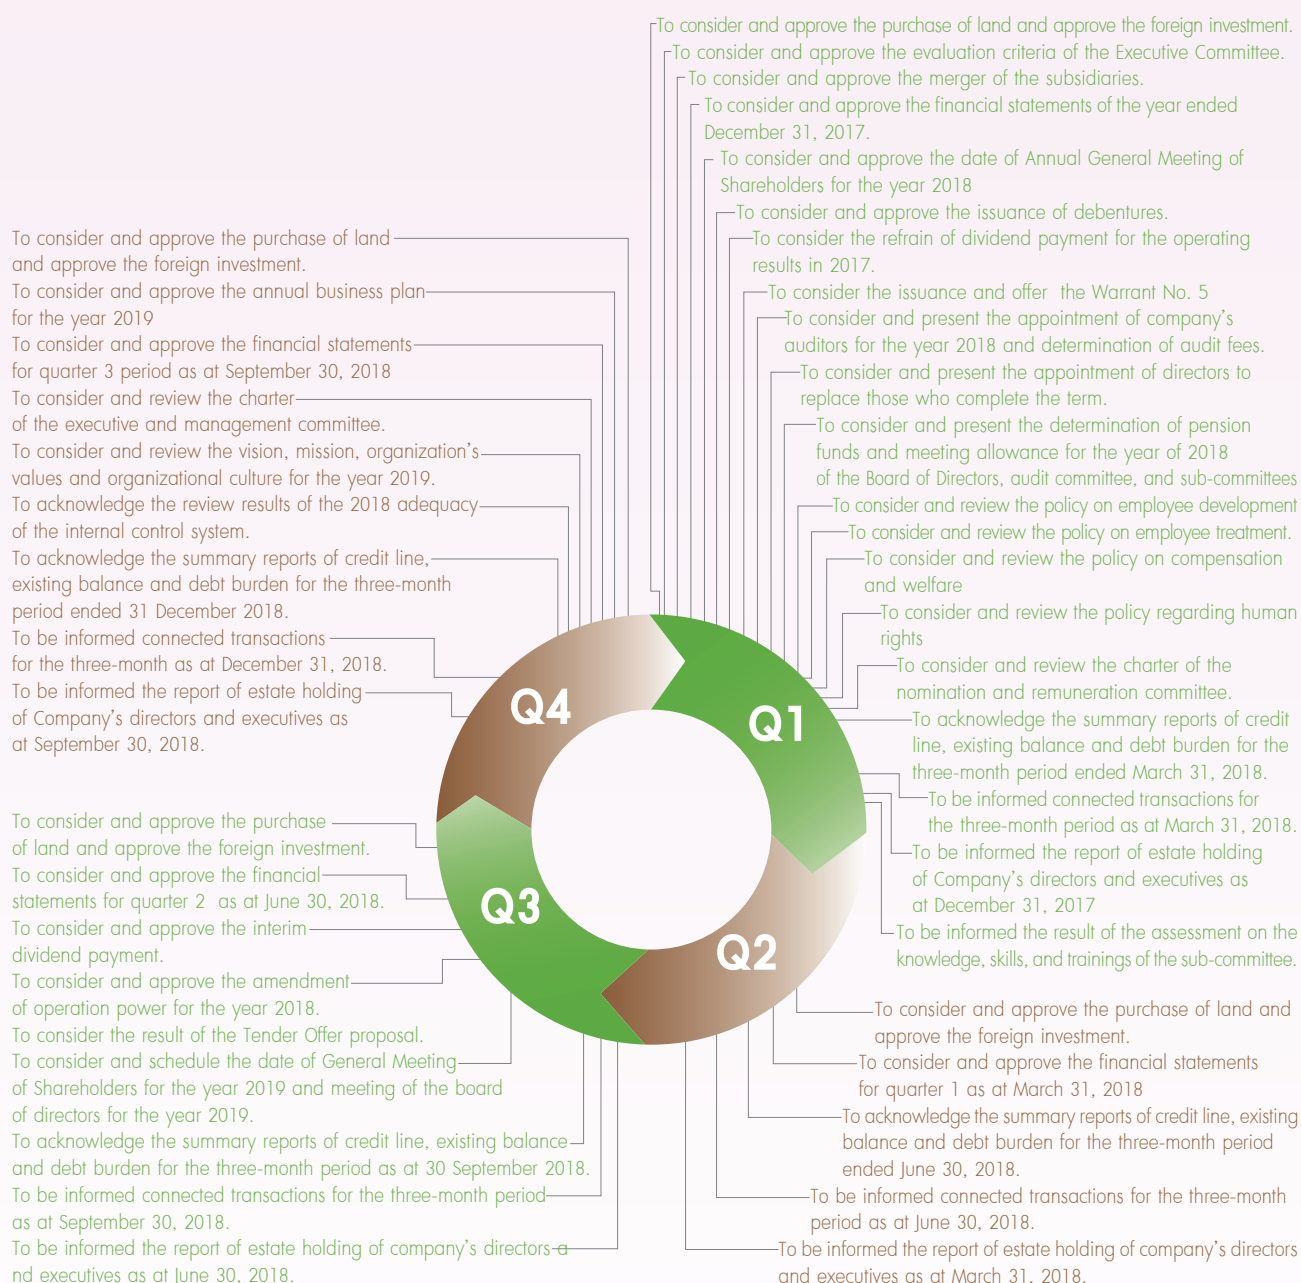 To consider and approve the purchase of land and approve the foreign investment.
To consider and approve the evaluation criteria of the Executive Committee.
To consider and approve the merger of the subsidiaries.
To consider and approve the financial statements of the year ended
December 31, 2017.
To consider and approve the date of Annual General Meeting of
Shareholders for the year 2018
To consider and approve the issuance of debentures.
To consider the refrain of dividend payment for the operating
results in 2017.
To consider the issuance and offer the Warrant No. 5
To consider and present the appointment of company's
auditors for the year 2018 and determination of audit fees.
To consider and present the appointment of directors to
replace those who complete the term.
To consider and present the determination of pension
funds and meeting allowance for the year of 2018
of the Board of Directors, audit committee, and sub-committees
To consider and review the policy on employee development
To consider and review the policy on employee treatment.
To consider and review the policy on compensation
and welfare
To consider and review the policy regarding human
rights
To consider and review the charter of the
nomination and remuneration committee.
To acknowledge the summary reports of credit
line, existing balance and debt burden for the
three-month period ended March 31, 2018.
To be informed connected transactions for
the three-month period as at March 31, 2018.
To be informed the report of estate holding
of Company's directors and executives as
at December 31, 2017
To be informed the result of the assessment on the
knowledge, skills, and trainings of the sub-committee.
Q1
Q2
To consider and approve the purchase of land and
approve the foreign investment.
To consider and approve the financial statements
for quarter 1 as at March 31, 2018
To acknowledge the summary reports of credit line, existing
balance and debt burden for the three-month period
ended June 30, 2018.
To be informed connected transactions for the three-month
period as at June 30, 2018.
To be informed the report of estate holding of company's directors
and executives as at March 31, 2018.
Q3
To consider and approve the purchase
of land and approve the foreign investment.
To consider and approve the financial
statements for quarter 2 as at June 30, 2018.
To consider and approve the interim
dividend payment.
To consider and approve the amendment
of operation power for the year 2018.
To consider the result of the Tender Offer proposal.
To consider and schedule the date of General Meeting
of Shareholders for the year 2019 and meeting of the board
of directors for the year 2019.
To acknowledge the summary reports of credit line, existing balance
and debt burden for the three-month period as at 30 September 2018.
To be informed connected transactions for the three-month period
as at September 30, 2018.
To be informed the report of estate holding of company's directors a
nd executives as at June 30, 2018.
Q4
To consider and approve the purchase of land
and approve the foreign investment.
To consider and approve the annual business plan
for the year 2019
To consider and approve the financial statements
for quarter 3 period as at September 30, 2018
To consider and review the charter
of the executive and management committee.
To consider and review the vision, mission, organization's
values and organizational culture for the year 2019.
To acknowledge the review results of the 2018 adequacy
of the internal control system.
To acknowledge the summary reports of credit line,
existing balance and debt burden for the three-month
period ended 31 December 2018.
To be informed connected transactions
for the three-month as at December 31, 2018.
To be informed the report of estate holding
of Company's directors and executives as
at September 30, 2018.